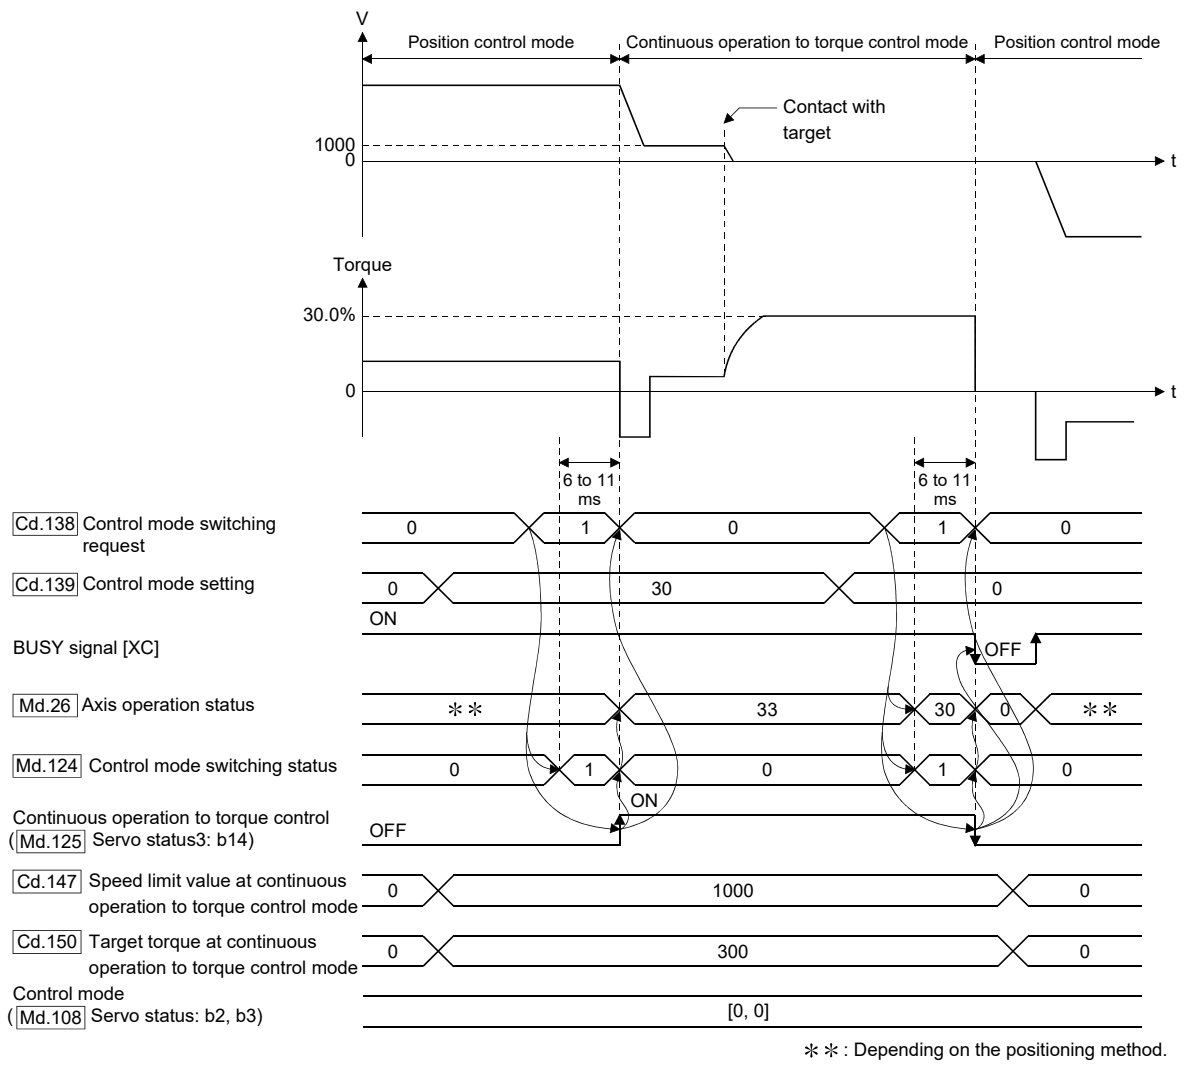 V
Position control mode
Continuous operation to torque control mode
Position control mode
Contact with
target
1000
0
t
Torque
30.0%
0
t
6 to 11
ms
6 to 11
ms
Cd.138 Control mode switching
request
0
1
0
1
0
Cd.139 Control mode setting
0
30
0
ON
BUSY signal [XC]
OFF
Md.26 Axis operation status
＊＊
33
30
0
＊＊
Md.124 Control mode switching status
0
1
0
1
0
Continuous operation to torque control
(Md.125 Servo status3: b14)
OFF
ON
Cd.147 Speed limit value at continuous
operation to torque control mode
0
1000
0
Cd.150 Target torque at continuous
operation to torque control mode
0
300
0
Control mode
(Md.108 Servo status: b2, b3)
[0, 0]
＊＊: Depending on the positioning method.